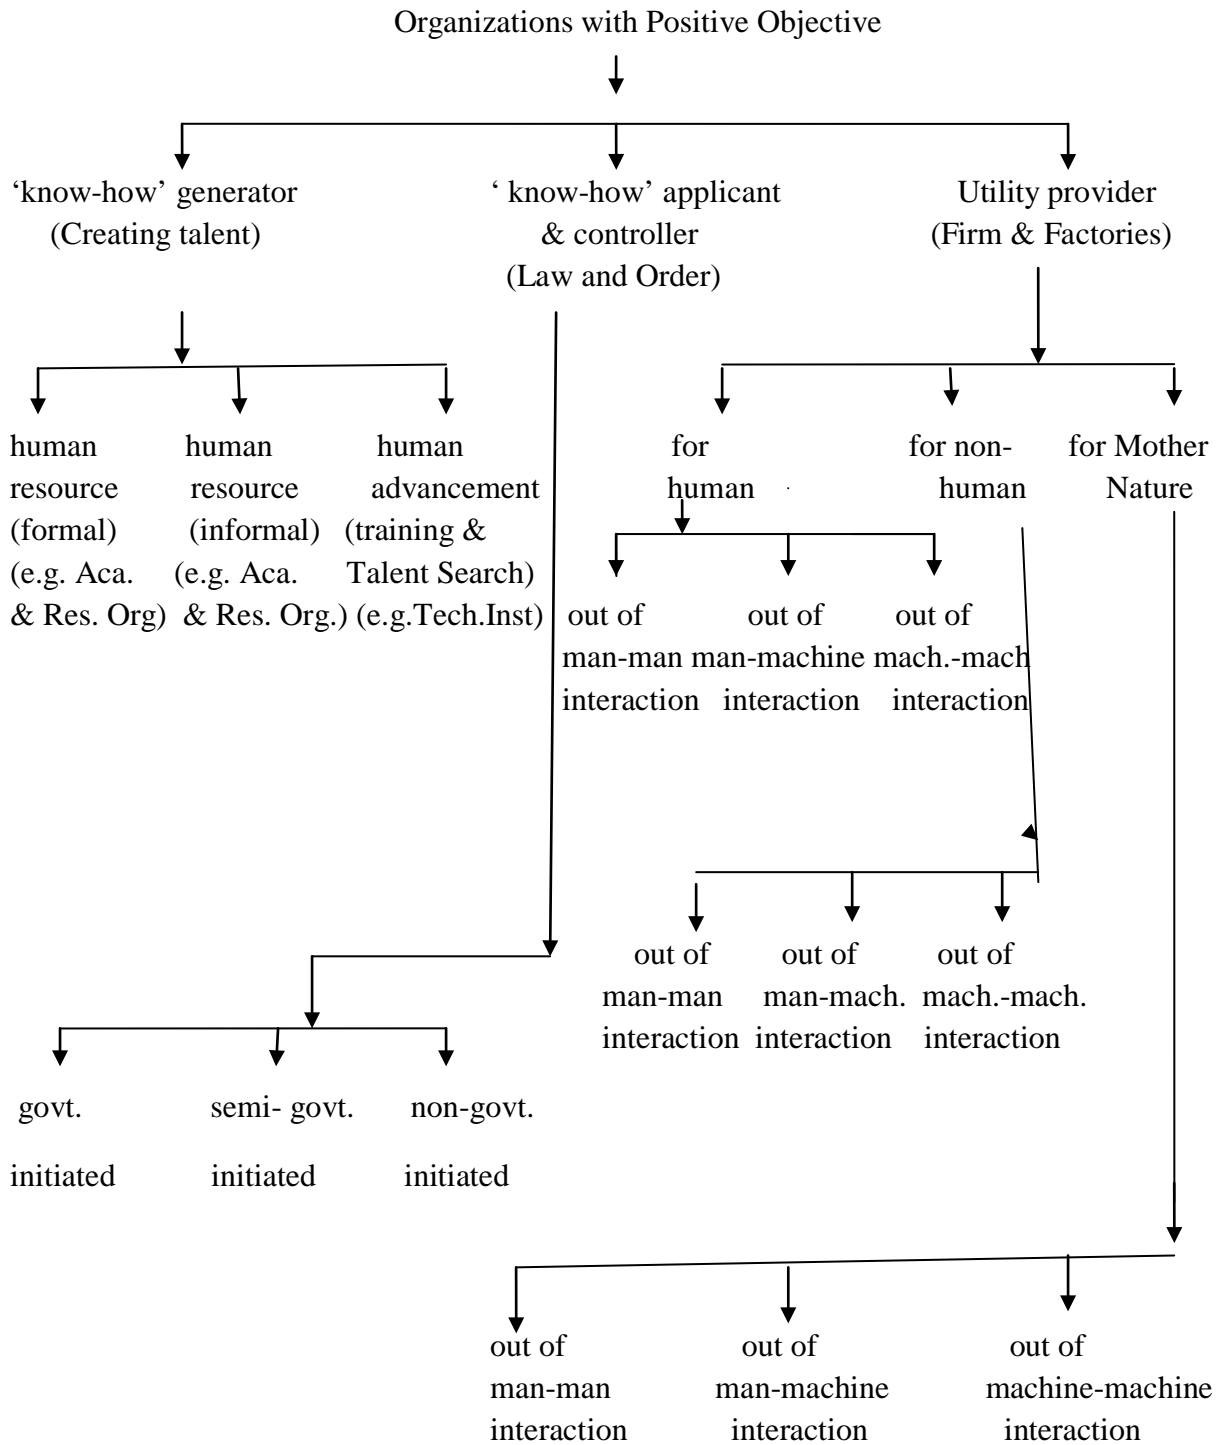 Organizations with Positive Objective
‘know-how’ generator
(Creating talent)
‘ know-how’ applicant
& controller
(Law and Order)
Utility provider
(Firm & Factories)
human
resource
(formal)
(e.g. Aca.
& Res. Org)
human
resource
(informal)
(e.g. Aca.
& Res. Org.)
human
advancement
(training &
Talent Search)
(e.g.Tech.Inst)
for
human
for non-
human
for Mother
Nature
out of
man-man
interaction
out of
man-machine
interaction
out of
mach.-mach
interaction
out of
man-man
interaction
out of
man-mach.
interaction
out of
mach.-mach.
interaction
govt.
initiated
semi- govt.
initiated
non-govt.
initiated
out of
man-man
interaction
out of
man-machine
interaction
out of
machine-machine
interaction